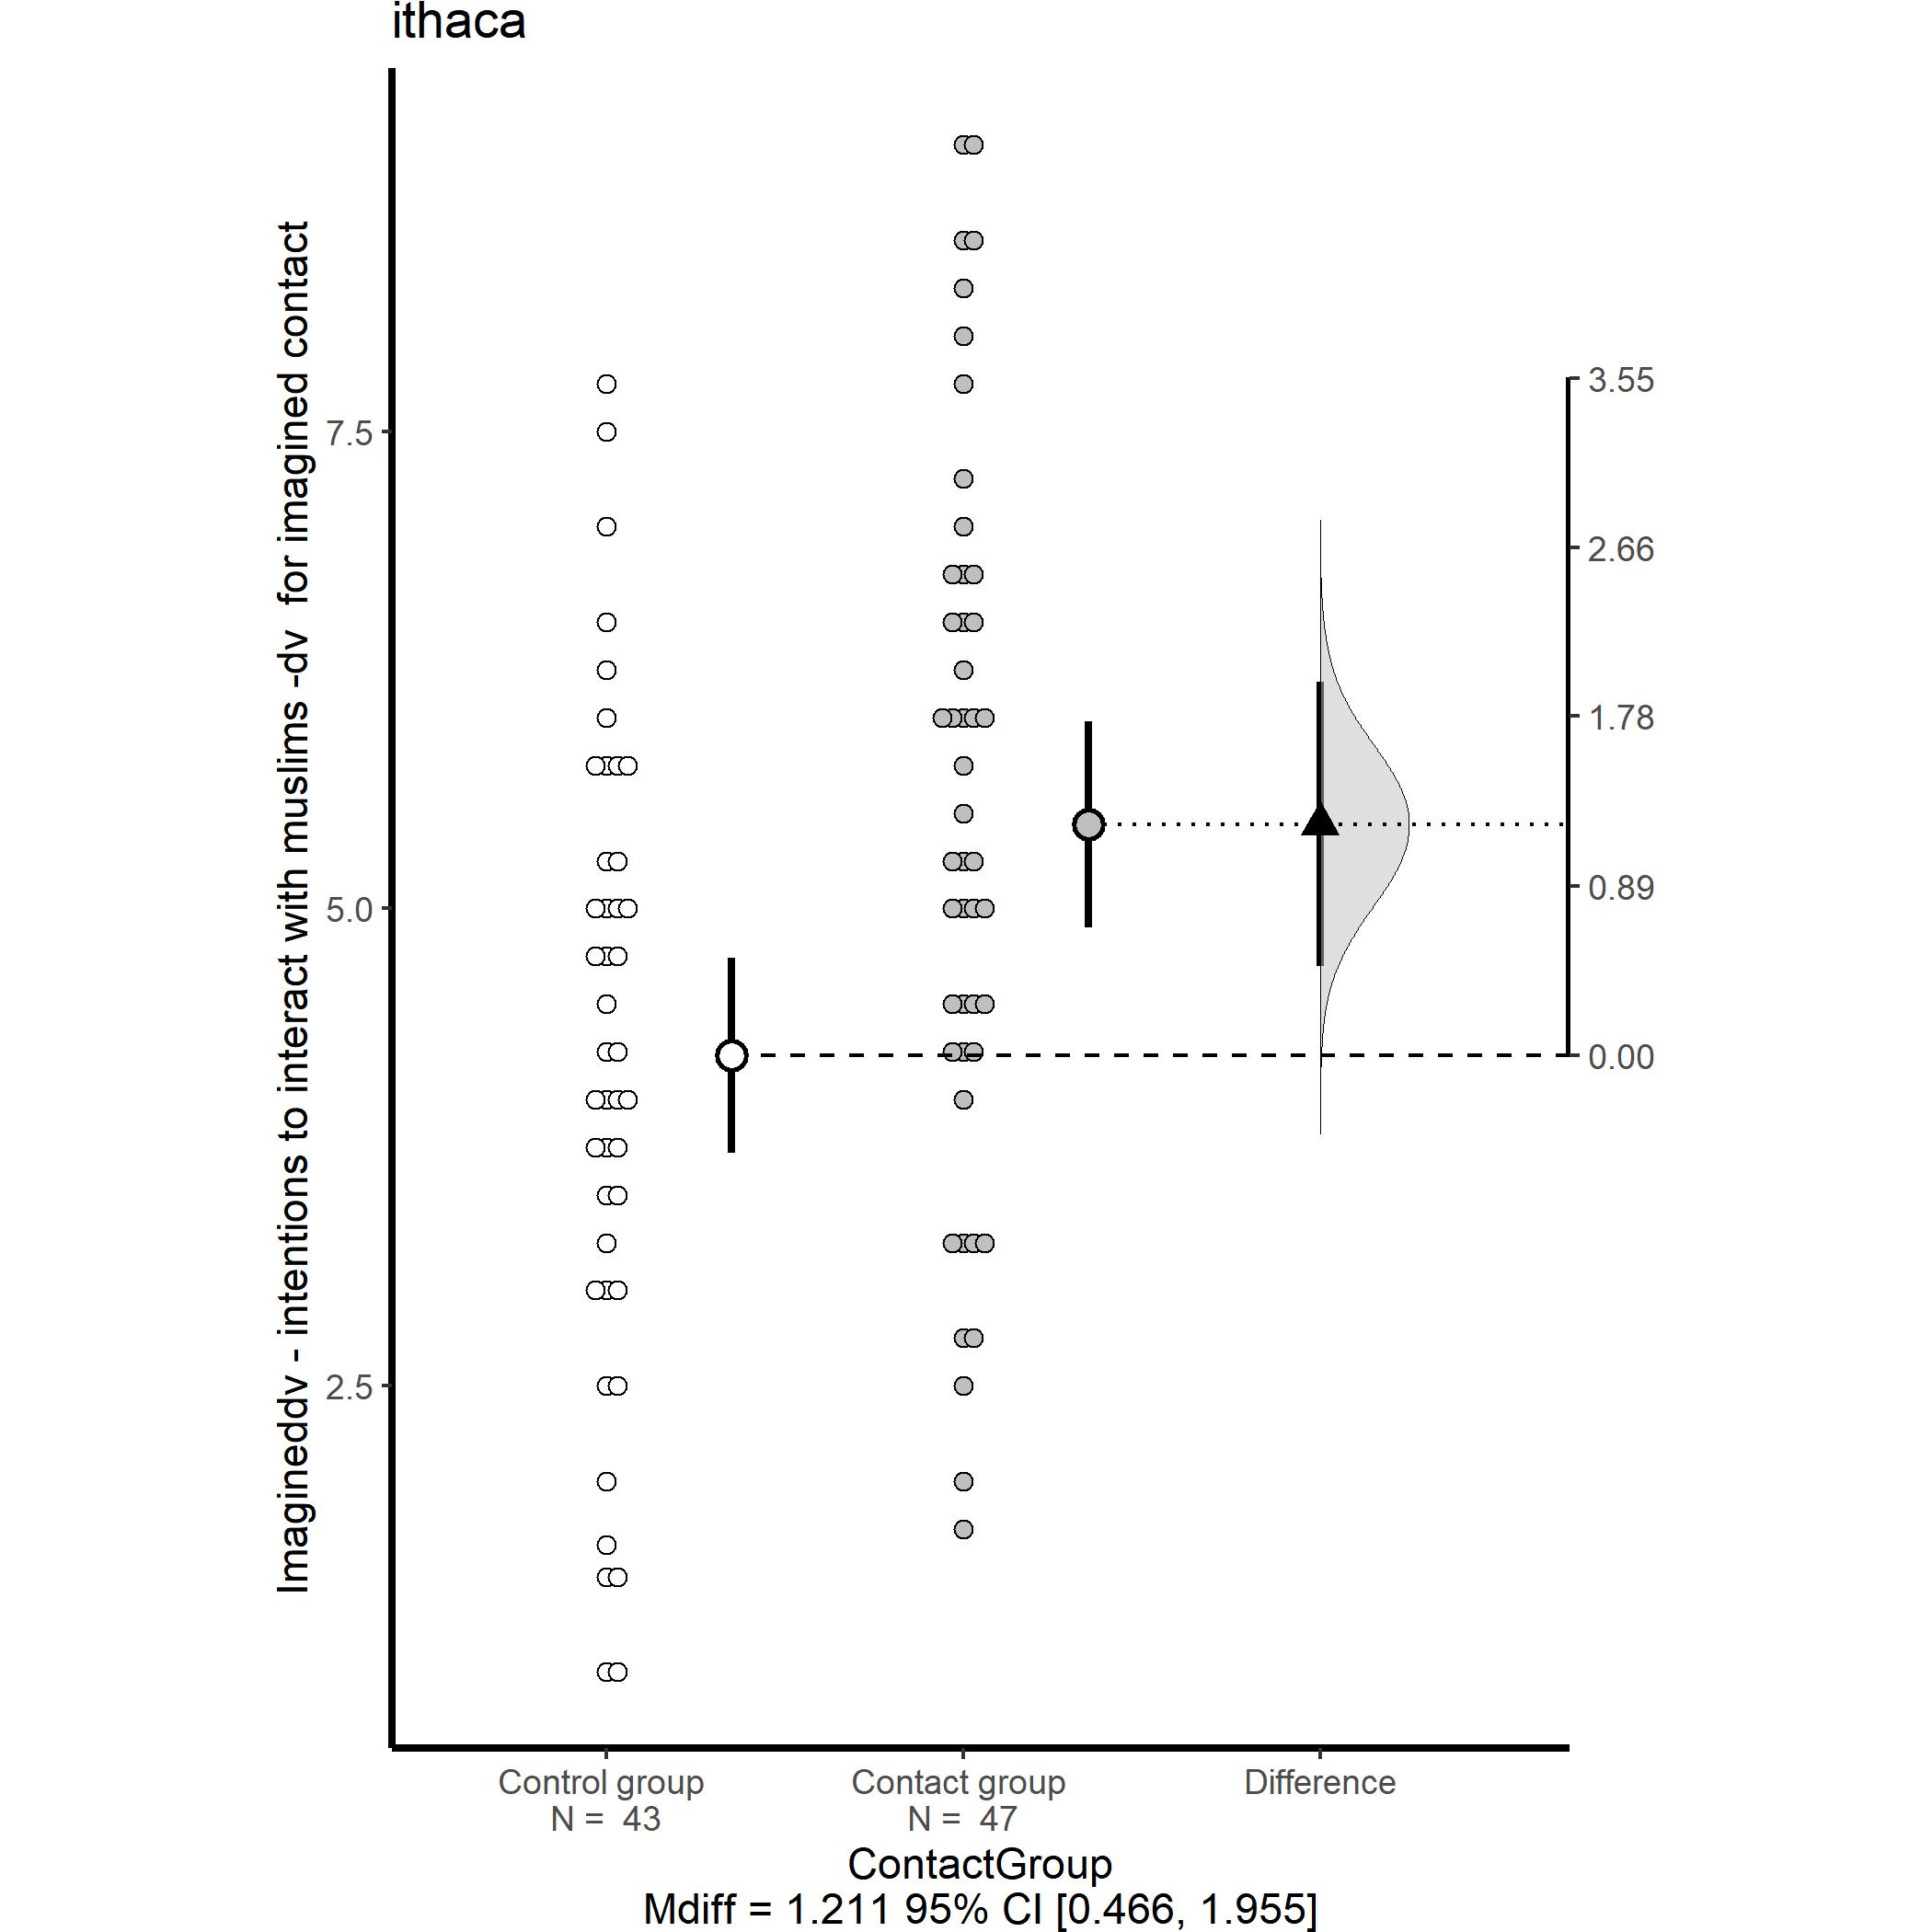 ithaca
Imagineddv - intentions to interact with muslims -dv  for imagined contact
7.5
5.0
2.5
3.55
2.66
1.78
0.89
0.00
Control group
N =  43
Contact group
N =  47
Difference
ContactGroup
Mdiff = 1.211 95% CI [0.466, 1.955]